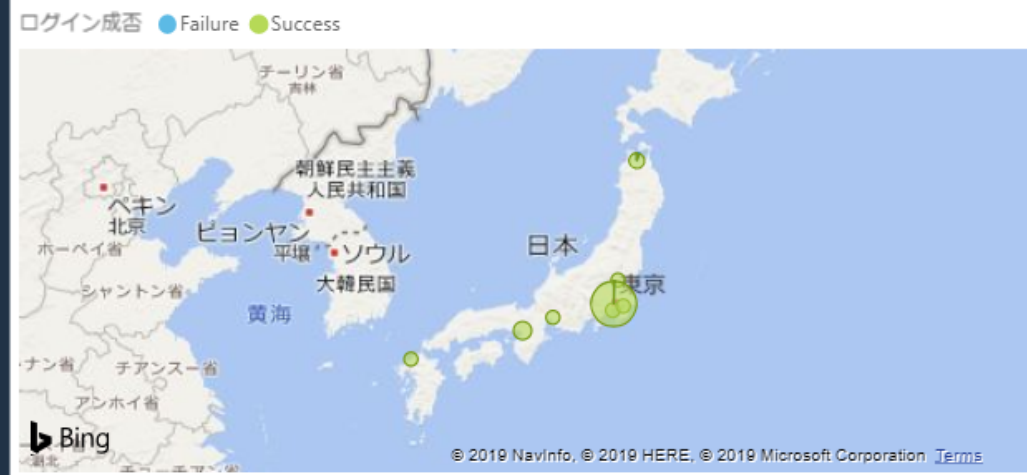 ログイン成否 Failure Success
チーリン省
吉林
朝鮮民主主義
人民共和国
ペキン
北京
ピョンヤン
平壌
ソウル
大韓民国
ホーペイ省
日本
東京
シャントン省
黄海
ナン省
チアンスー省
アンホイ省
Bing
湖北
© 2019 NavInfo, © 2019 HERE, © 2019 Microsoft Corporation Terms